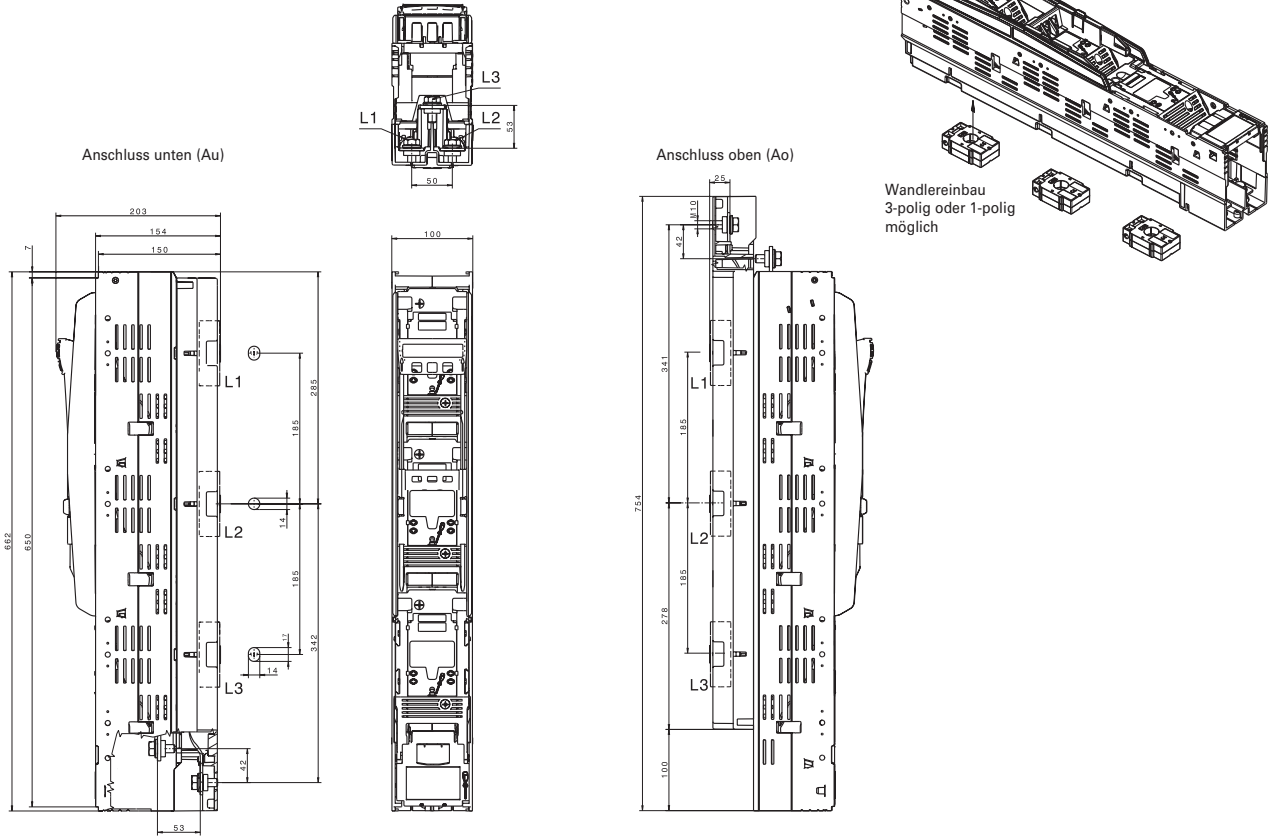 L3
L1
L2
53
50
Anschluss unten (Au)
Anschluss oben (Ao)
Wandlereinbau
3-polig oder 1-polig
möglich
203
154
150
7
662
650
L1
L2
L3
285
185
14
185
342
17
14
42
53
100
25
M10
42
341
754
185
185
278
100
L1
L2
L3